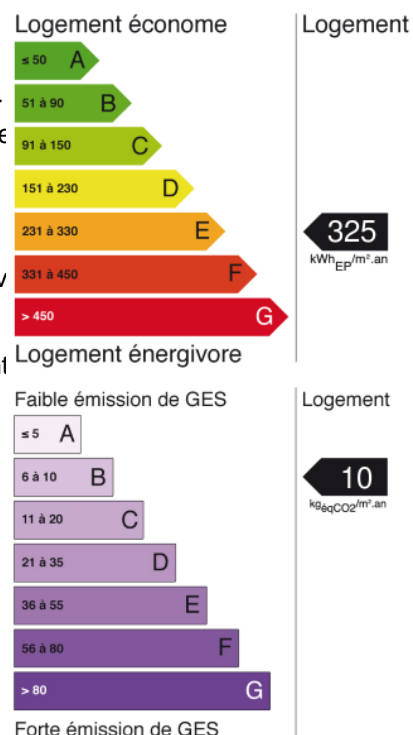 Logement économe
Logement
≤ 50 A
51 à 90 B
91 à 150 C
151 à 230 D
231 à 330 E
325
kWhEP/m².an
331 à 450 F
> 450 G
Logement énergivore
Faible émission de GES
Logement
≤ 5 A
6 à 10 B
10
kgéqCO2/m².an
11 à 20 C
21 à 35 D
36 à 55 E
56 à 80 F
> 80 G
Forte émission de GES